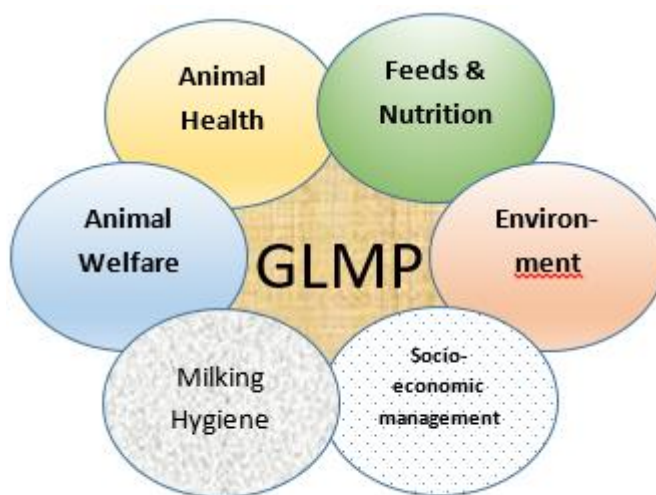 Animal
Health
Feeds &
Nutrition
Animal
Welfare
GLMP
Environ-
ment
Milking
Hygiene
Socio-
economic
management